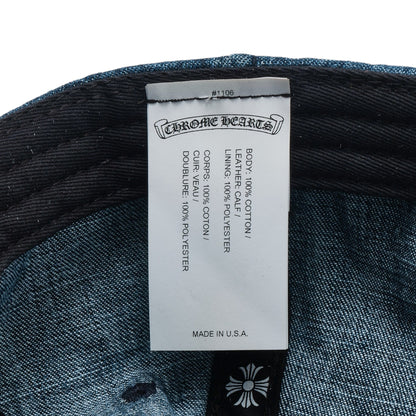 #1106
CHROME HEARTS
BODY: 100% COTTON /
LEATHER: CALF /
LINING: 100% POLYESTER
CORPS: 100% COTON /
CUIR: VEAU /
DOUBLURE: 100% POLYESTER
MADE IN U.S.A.